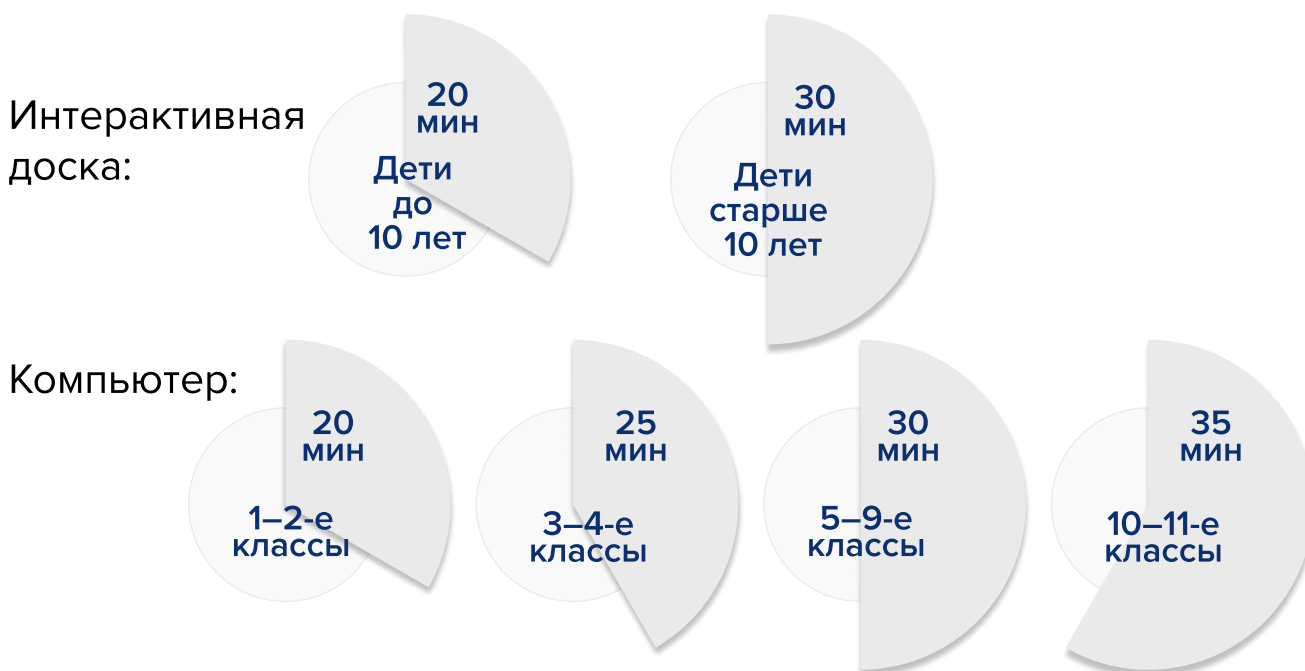 Интерактивная
доска:
20
мин
Дети
до
10 лет
30
мин
Дети
старше
10 лет
Компьютер:
20
мин
1–2-е
классы
25
мин
3–4-е
классы
30
мин
5–9-е
классы
35
мин
10–11-е
классы